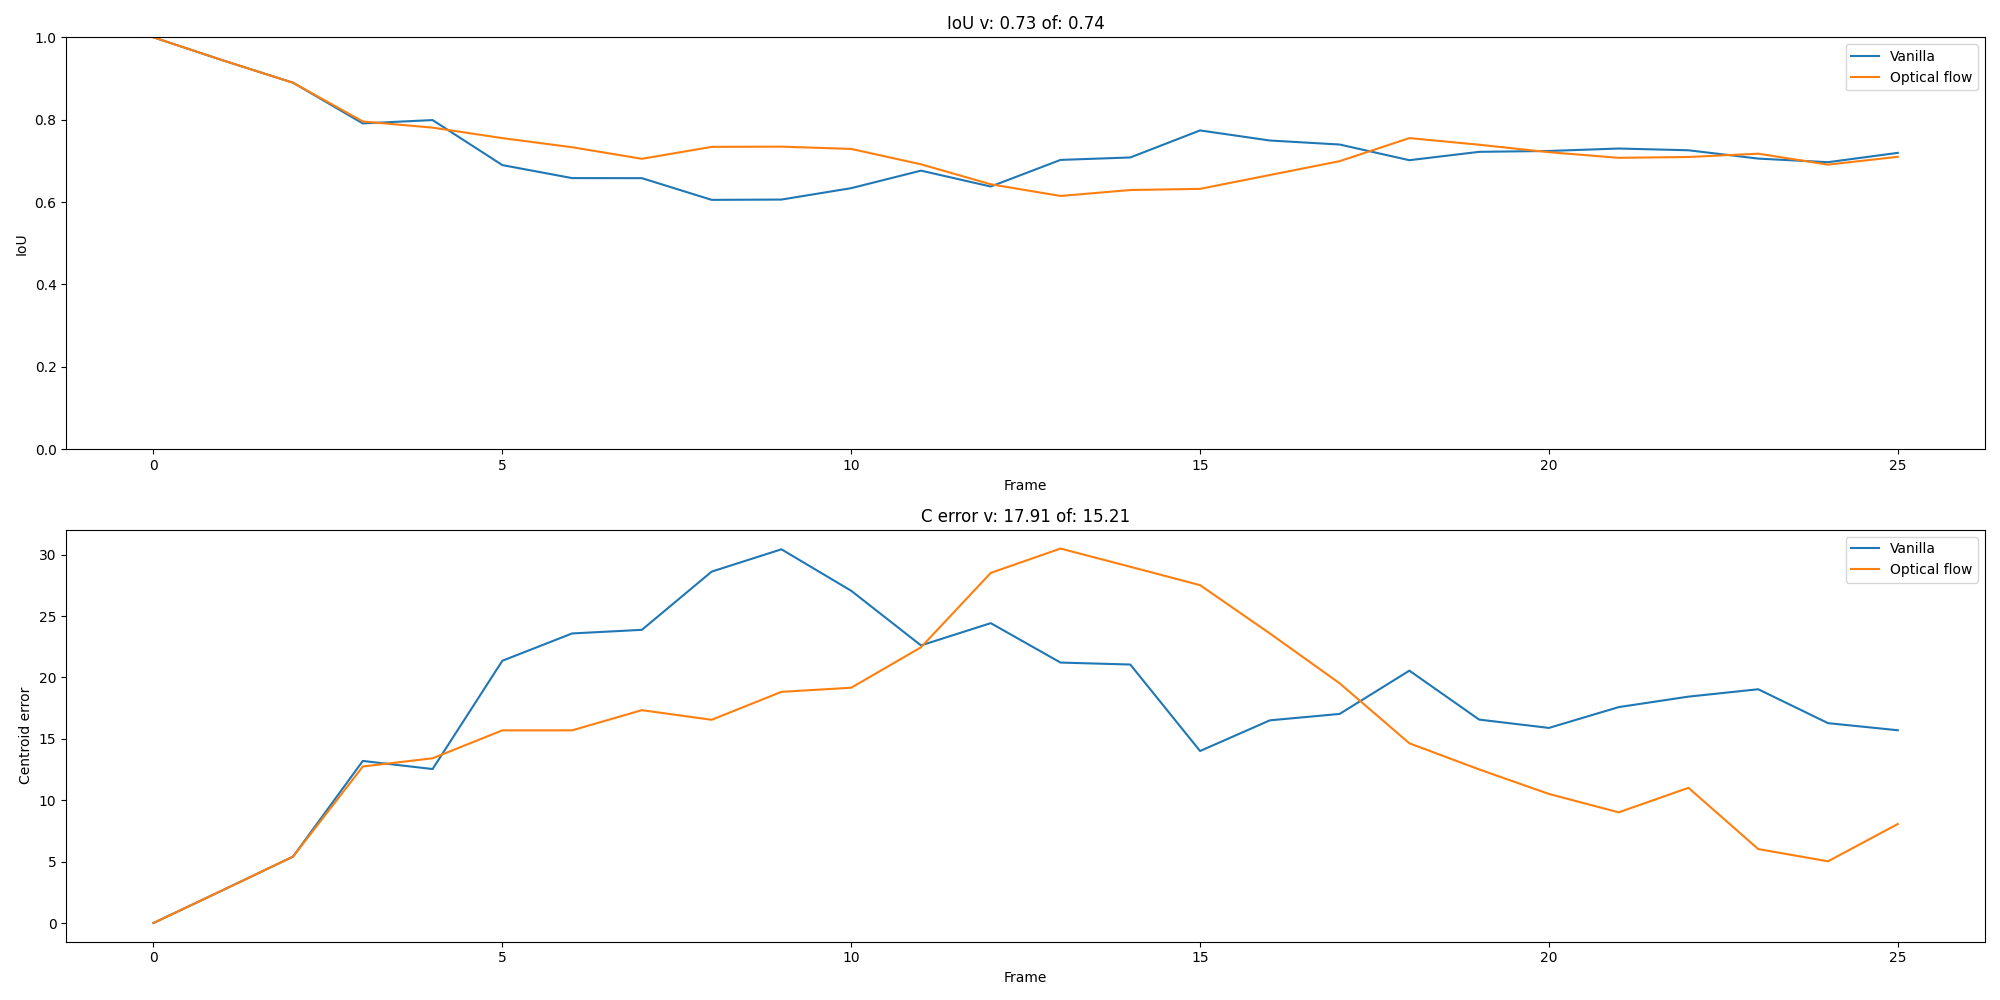 IoU v: 0.73 of: 0.74
1.0
0.8
0.6
0.4
0.2
0.0
IoU
Vanilla
Optical flow
0 5 10 15 20 25
Frame
C error v: 17.91 of: 15.21
30
25
20
15
10
5
0
Centroid error
Vanilla
Optical flow
0 5 10 15 20 25
Frame